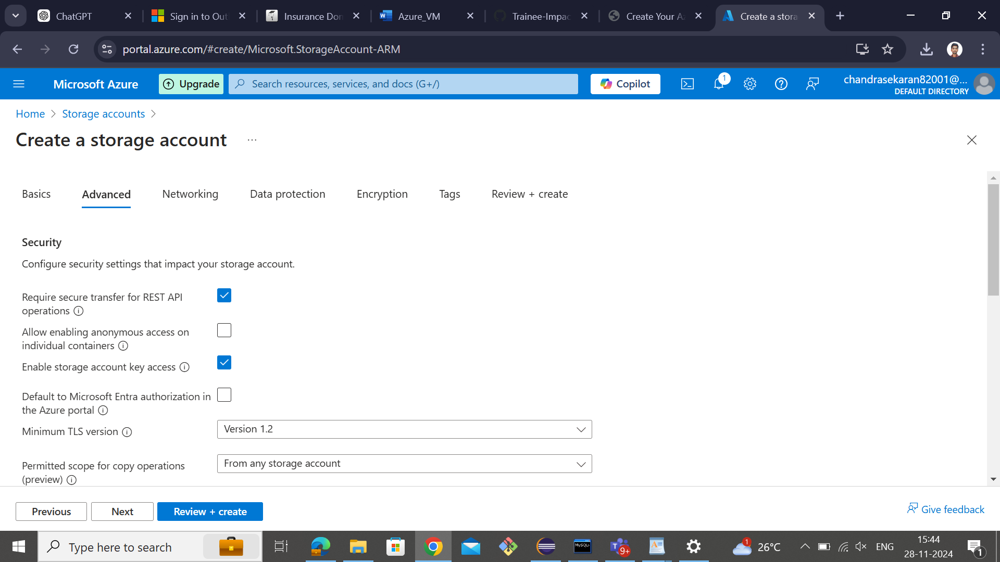 ChatGPT
Sign in to Out
Insurance Dom
Azure_VM
Trainee-Impac
Create Your Az
Create a stora
portal.azure.com/#create/Microsoft.StorageAccount-ARM
Microsoft Azure
Upgrade
Search resources, services, and docs (G+/)
Copilot
1
chandrasekaran82001@...
DEFAULT DIRECTORY
Home > Storage accounts >
Create a storage account ...
Basics
Advanced
Networking
Data protection
Encryption
Tags
Review + create
Security
Configure security settings that impact your storage account.
Require secure transfer for REST API
operations
Allow enabling anonymous access on
individual containers
Enable storage account key access
Default to Microsoft Entra authorization in
the Azure portal
Minimum TLS version
Version 1.2
Permitted scope for copy operations
(preview)
From any storage account
Previous
Next
Review + create
Give feedback
Type here to search
MySQL
T
9+
1
26°C
ENG
15:44
28-11-2024
1